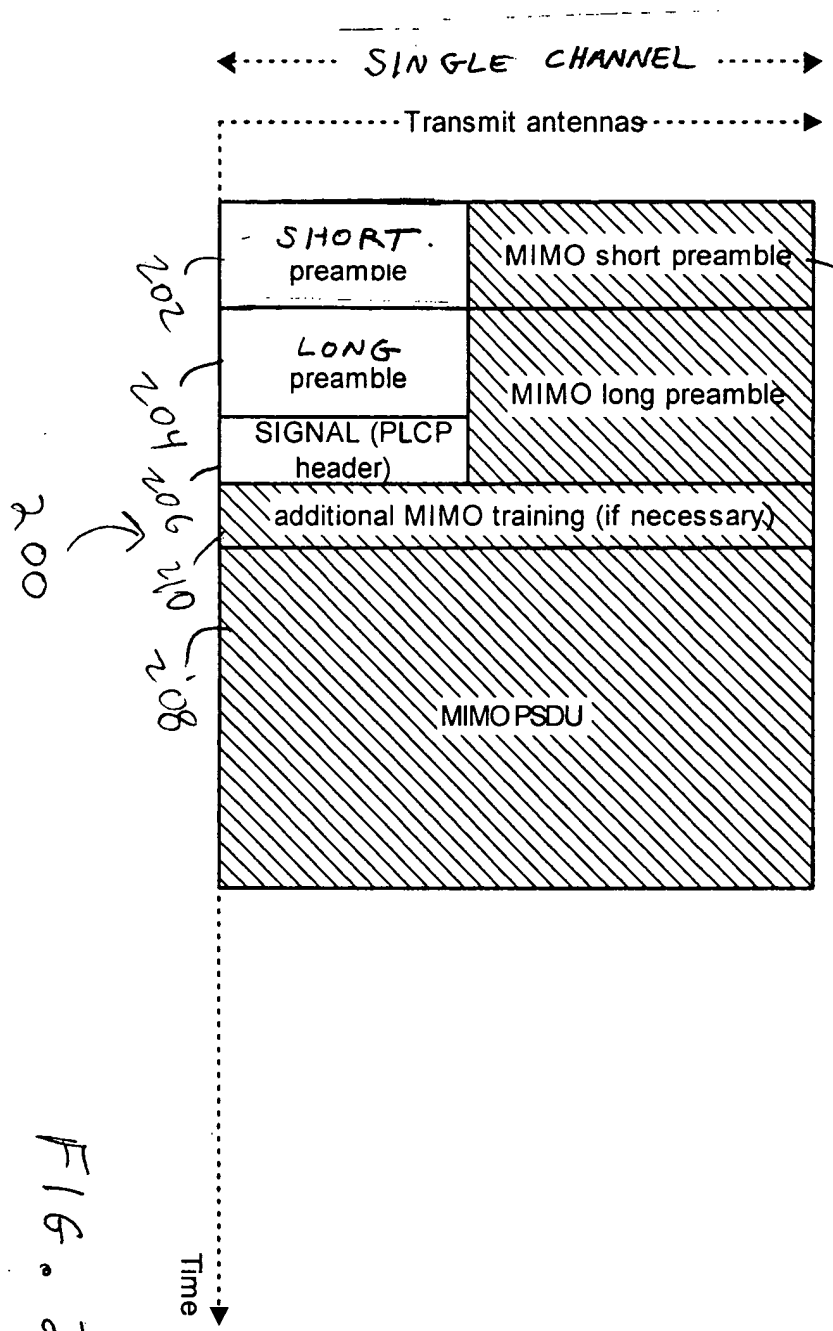 SINGLE CHANNEL
Transmit antennas
SHORT.
preamble
MIMO short preamble
LONG
preamble
MIMO long preamble
SIGNAL (PLCP
header)
additional MIMO training (if necessary)
MIMO PSDU
202
204
206
210
208
200
Time
FIG.